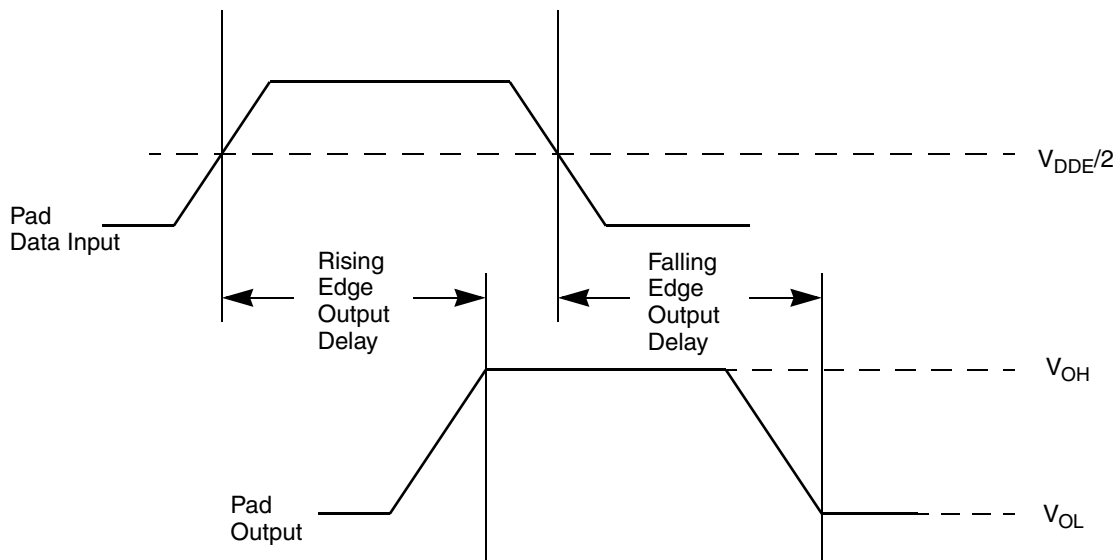 V_DDE/2
Pad
Data Input
Rising
Edge
Output
Delay
Falling
Edge
Output
Delay
V_OH
Pad
Output
V_OL